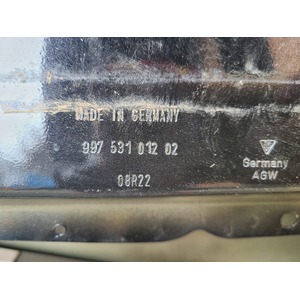 MADE IN GERMANY
997 531 012 02
Germany
AGW
08R22